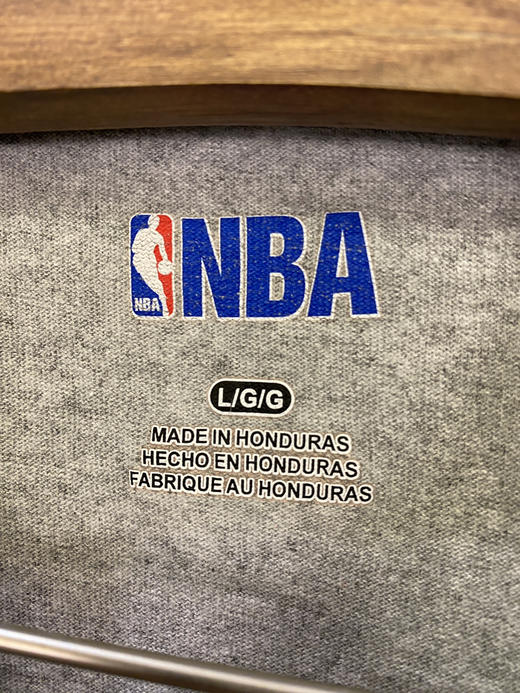 NBA
NBA
L/G/G
MADE IN HONDURAS
HECHO EN HONDURAS
FABRIQUE AU HONDURAS